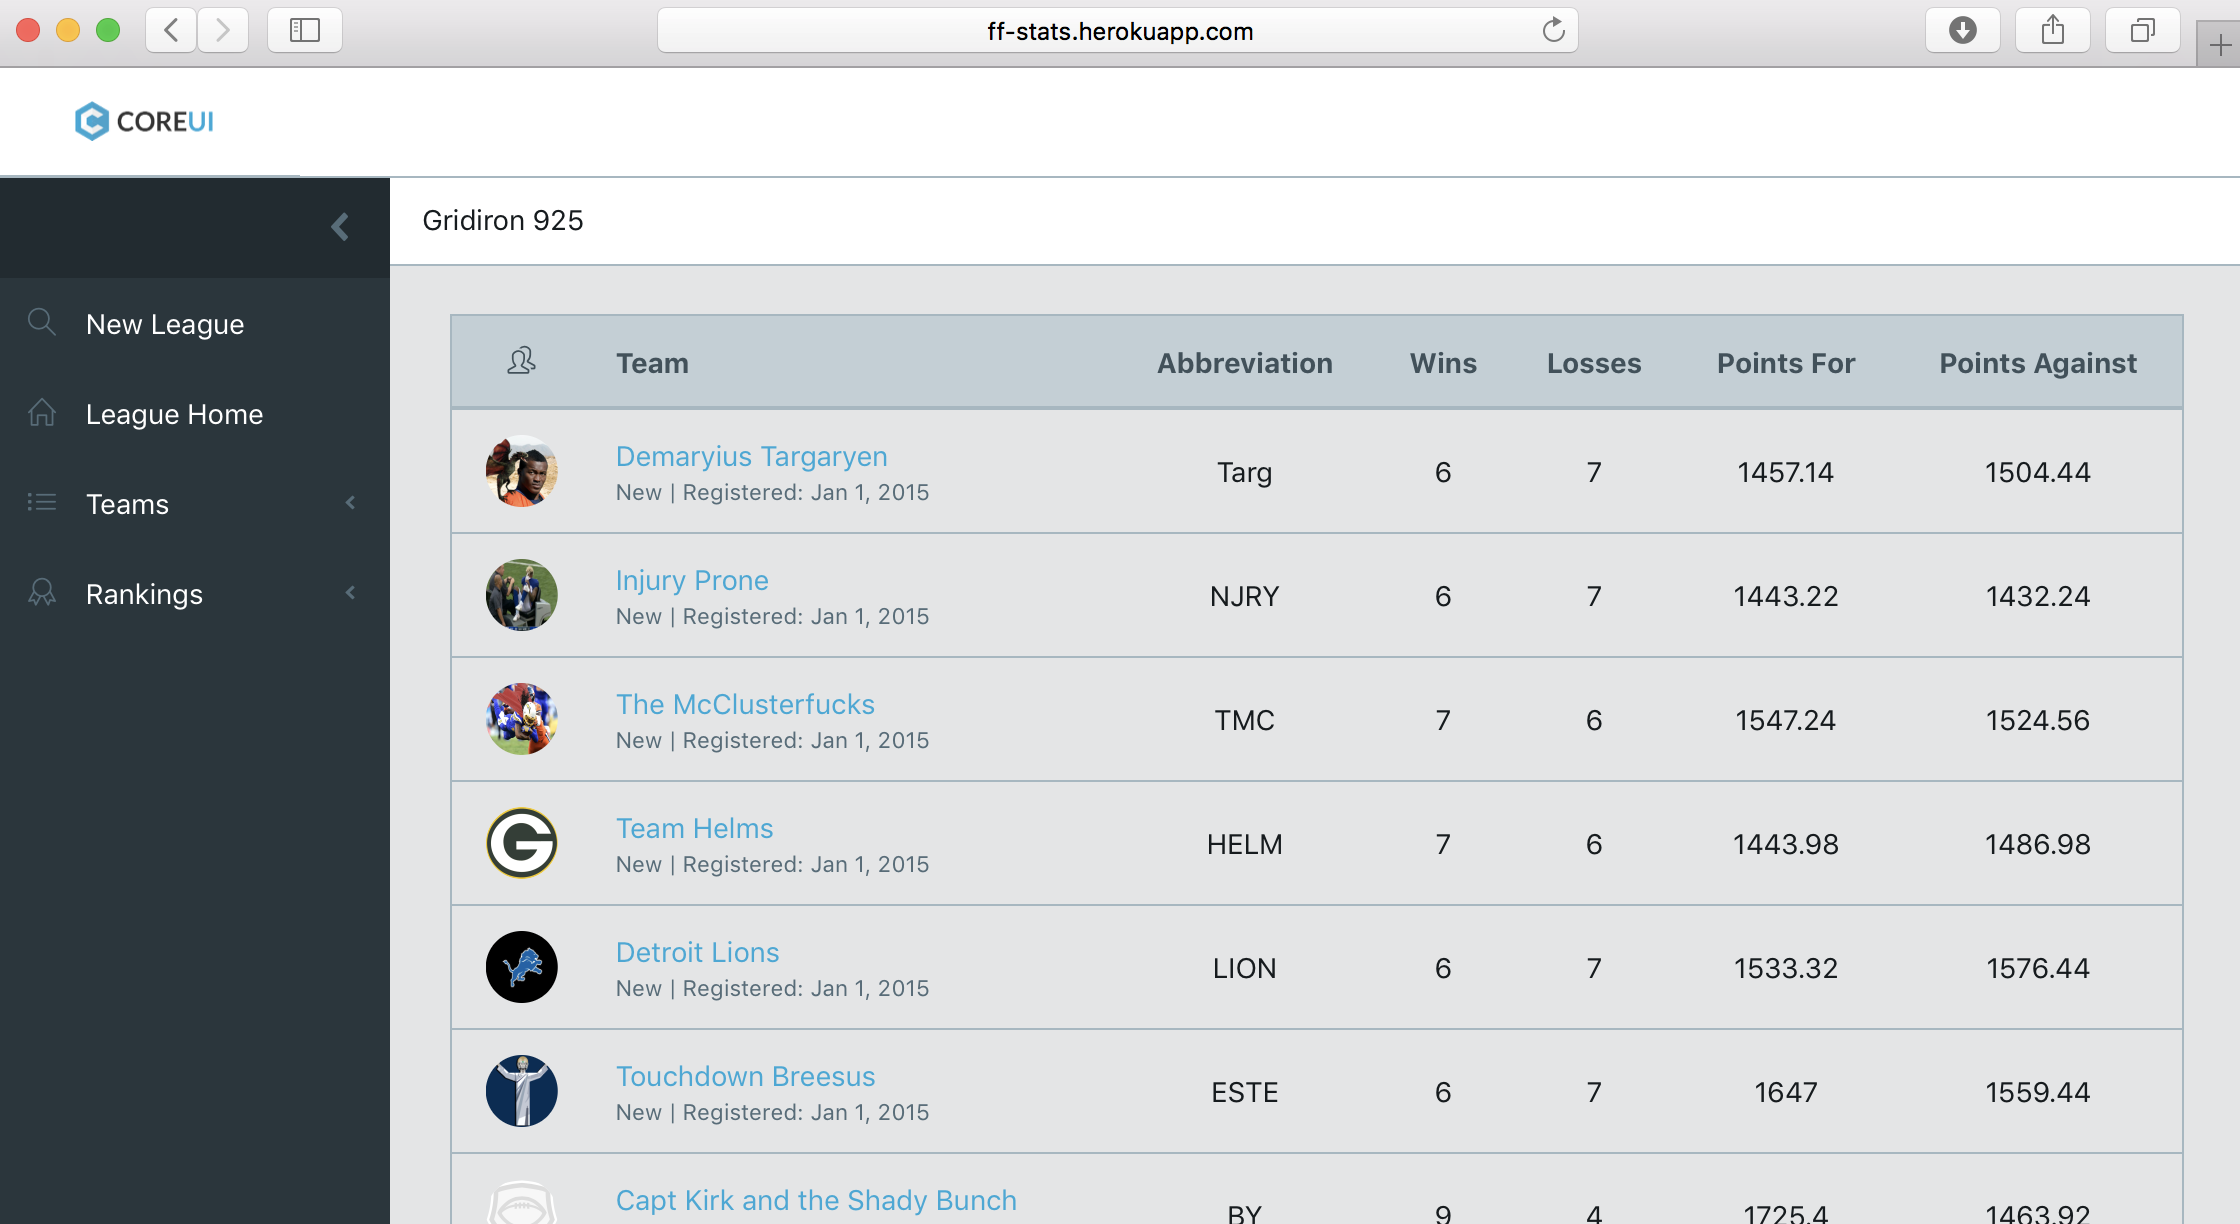 ff-stats.herokuapp.com
COREUI
Gridiron 925
New League
League Home
Teams
Rankings
Team Abbreviation Wins Losses Points For Points Against
Demaryius Targaryen
New | Registered: Jan 1, 2015
Targ 6 7 1457.14 1504.44
Injury Prone
New | Registered: Jan 1, 2015
NJRY 6 7 1443.22 1432.24
The McClusterfucks
New | Registered: Jan 1, 2015
TMC 7 6 1547.24 1524.56
Team Helms
New | Registered: Jan 1, 2015
HELM 7 6 1443.98 1486.98
Detroit Lions
New | Registered: Jan 1, 2015
LION 6 7 1533.32 1576.44
Touchdown Breesus
New | Registered: Jan 1, 2015
ESTE 6 7 1647 1559.44
Capt Kirk and the Shady Bunch
BY 9 4 1725.4 1463.92